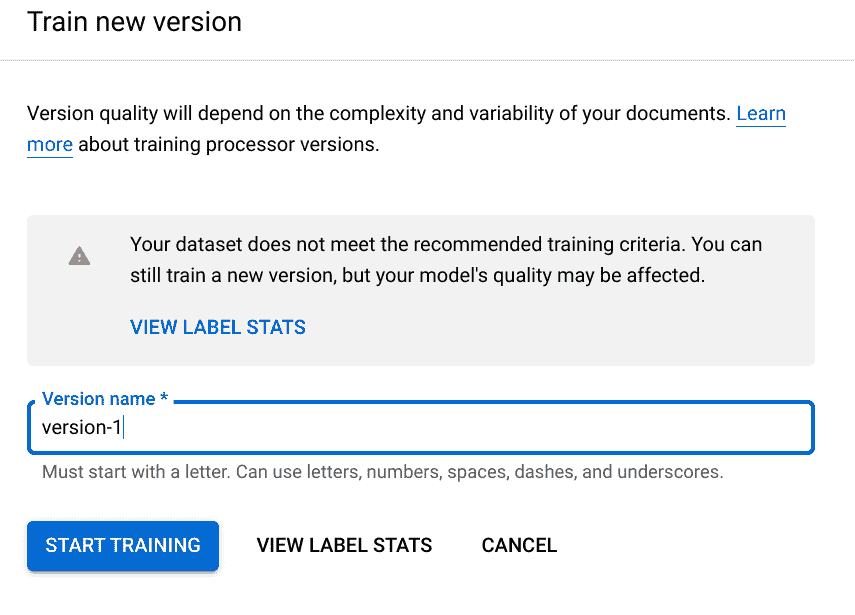 Train new version
Version quality will depend on the complexity and variability of your documents. Learn
more about training processor versions.
Your dataset does not meet the recommended training criteria. You can
still train a new version, but your model's quality may be affected.
VIEW LABEL STATS
Version name *
version-1
Must start with a letter. Can use letters, numbers, spaces, dashes, and underscores.
START TRAINING VIEW LABEL STATS CANCEL